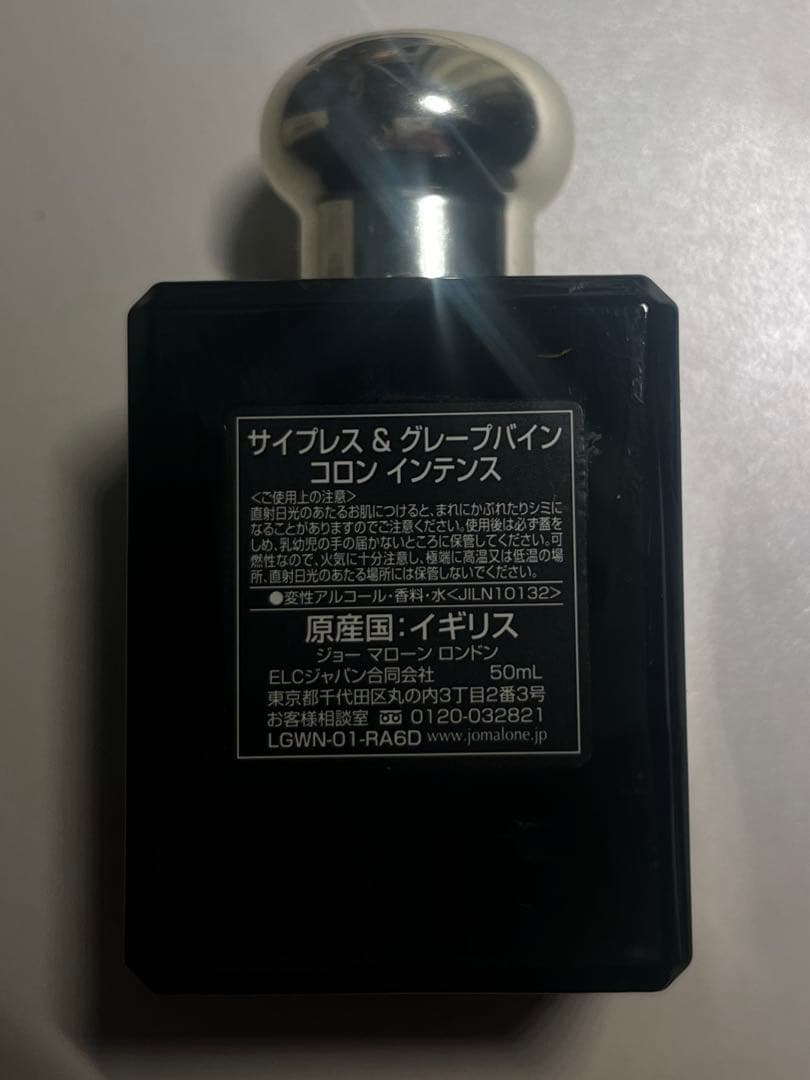 サイプレス & グレープバイン
コロン インテンス
<ご使用上の注意>
直射日光のあたるお肌につけると、まれにかぶれたりシミに
なることがありますのでご注意ください。使用後は必ず蓋を
しめ、乳幼児の手の届かないところに保管してください。可
燃性なので、火気に十分注意し、極端に高温又は低温の場
所、直射日光のあたる場所には保管しないでください。
●変性アルコール・香料・水<JILN10132>
原産国:イギリス
ジョー マローン ロンドン
ELCジャパン合同会社 50mL
東京都千代田区丸の内3丁目2番3号
お客様相談室 0120-032821
LGWN-01-RA6D www.jomalone.jp